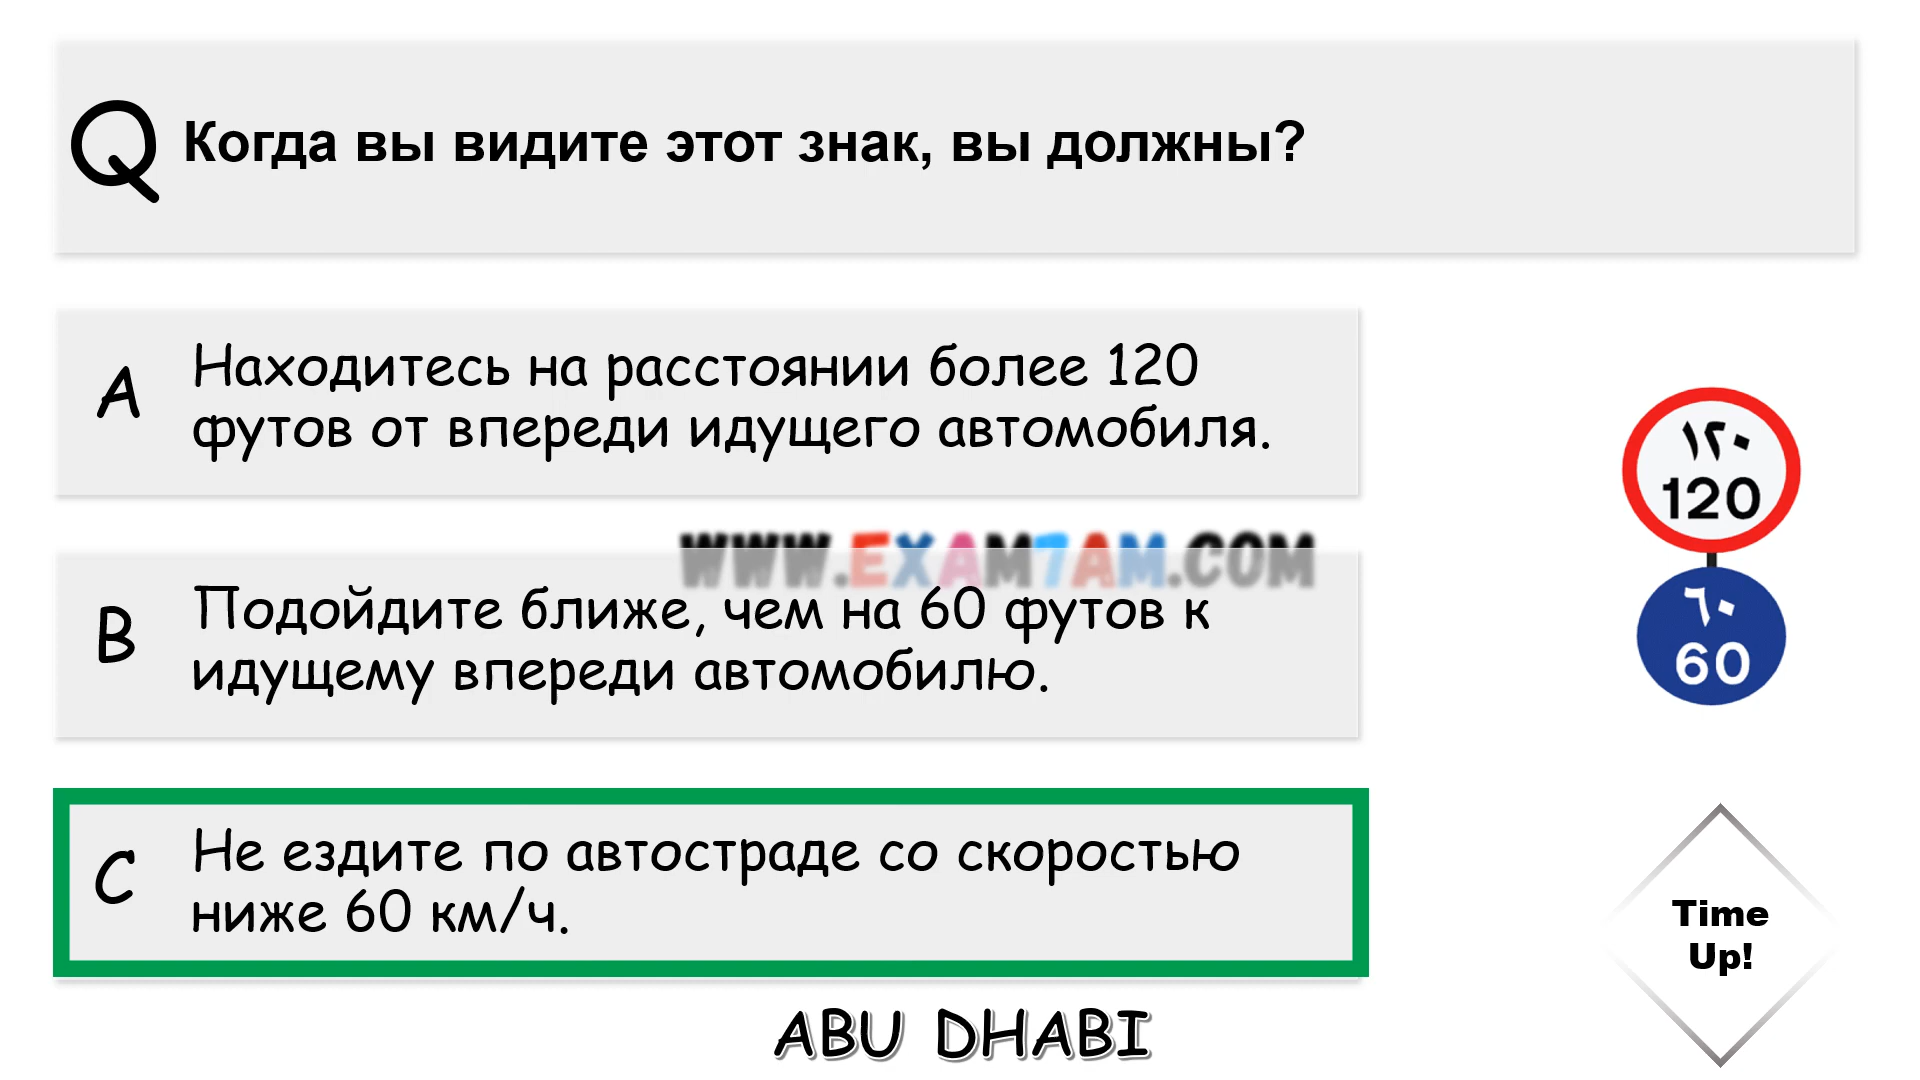 Q Когда вы видите этот знак, вы должны?
A
Находитесь на расстоянии более 120
футов от впереди идущего автомобиля.
WWW.EXAM7AM.COM
B
Подойдите ближе, чем на 60 футов к
идущему впереди автомобилю.
C
Не ездите по автостраде со скоростью
ниже 60 км/ч.
١٢٠
120
٦٠
60
Time
Up!
ABU DHABI